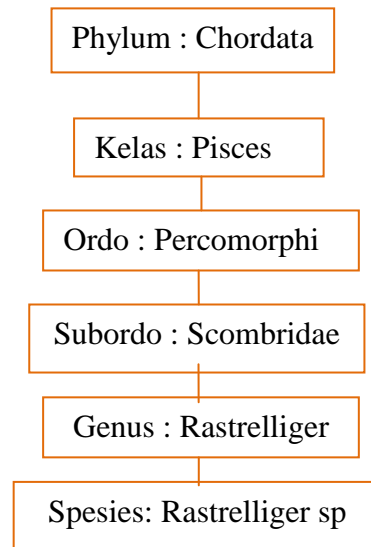 Phylum : Chordata
Kelas : Pisces
Ordo : Percomorphi
Subordo : Scombridae
Genus : Rastrelliger
Spesies: Rastrelliger sp